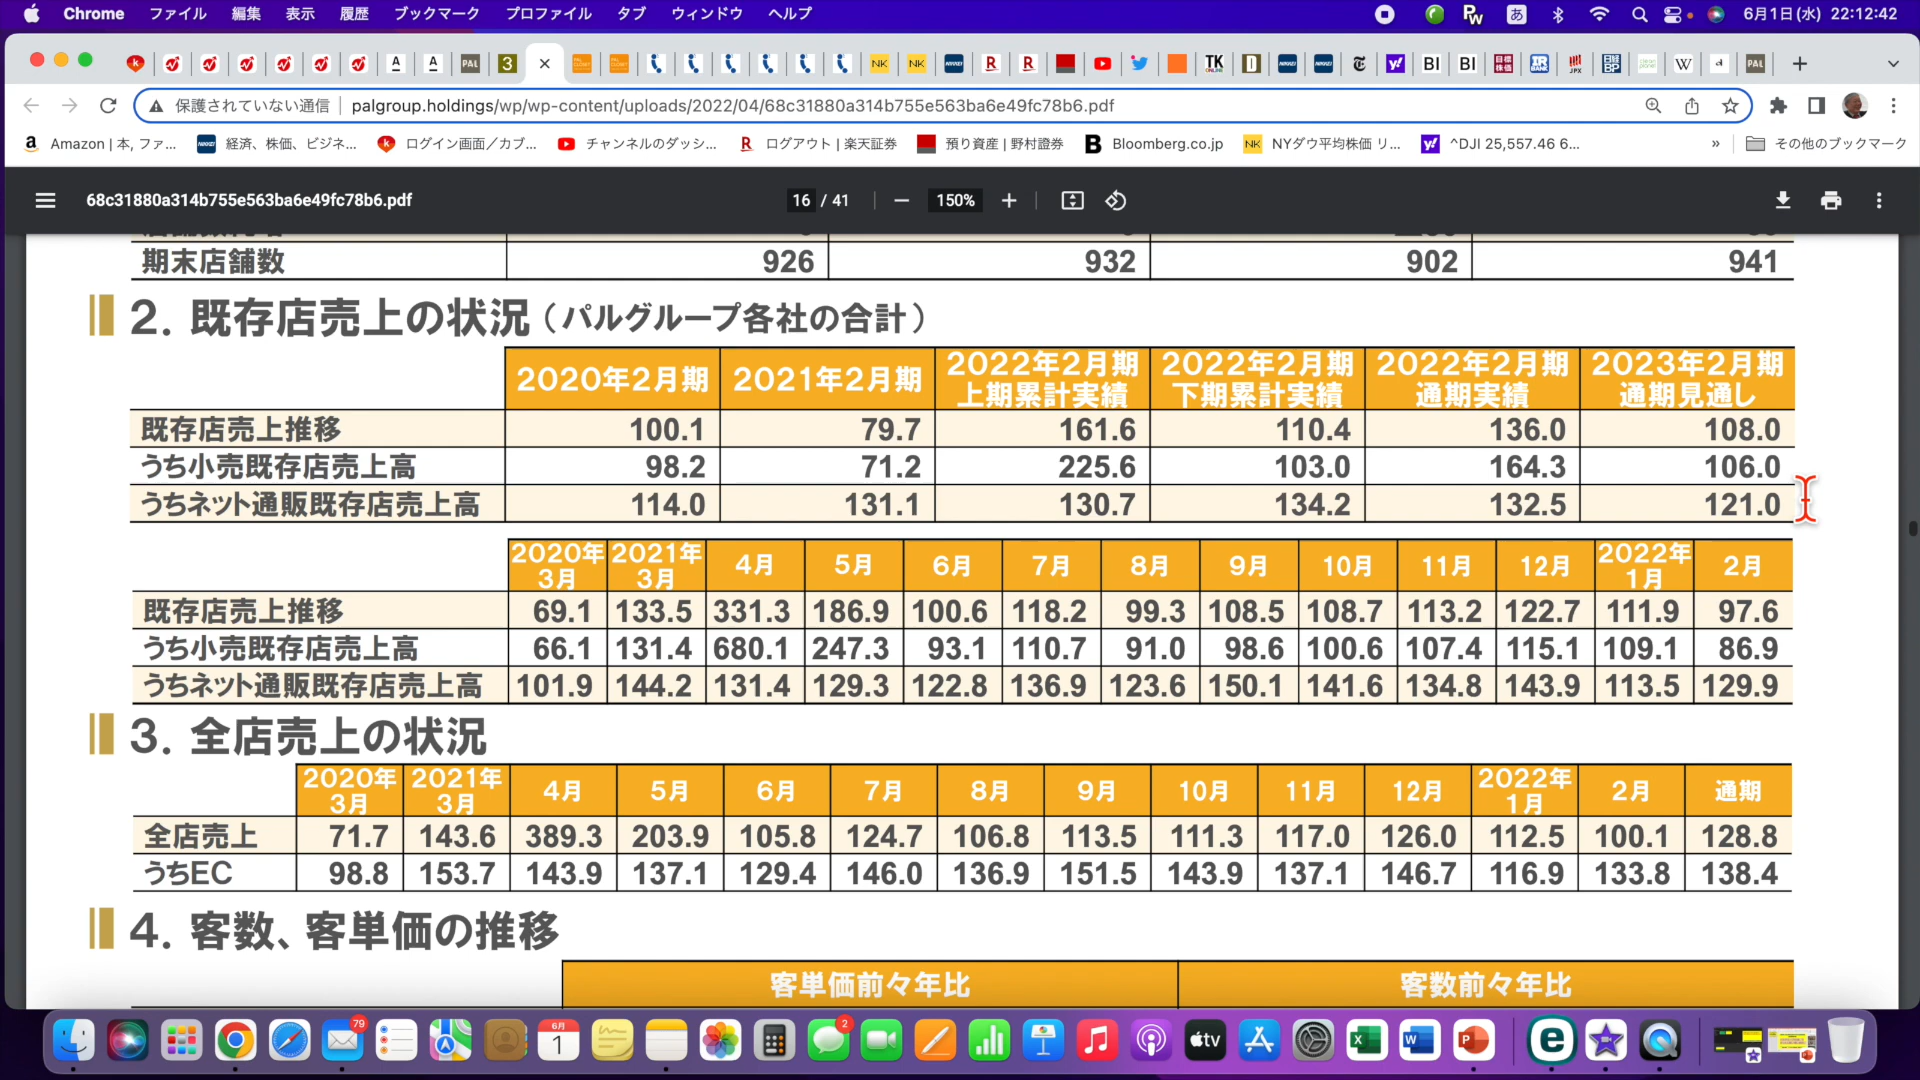 Chrome ファイル 編集 表示 履歴 ブックマーク プロファイル タブ ウィンドウ ヘルプ あ 6月1日(水) 22:12:42
保護されていない通信 | palgroup.holdings/wp/wp-content/uploads/2022/04/68c31880a314b755e563ba6e49fc78b6.pdf
Amazon | 本, ファ... 経済、株価、ビジネ... ログイン画面／カブ... チャンネルのダッシ... ログアウト | 楽天証券 預り資産 | 野村證券 Bloomberg.co.jp NYダウ平均株価 リ... ^DJI 25,557.46 6... » その他のブックマーク
68c31880a314b755e563ba6e49fc78b6.pdf 16 / 41 150%
期末店舗数 926 932 902 941
2. 既存店売上の状況（パルグループ各社の合計）
2020年2月期 2021年2月期 2022年2月期 上期累計実績 2022年2月期 下期累計実績 2022年2月期 通期実績 2023年2月期 通期見通し
既存店売上推移 100.1 79.7 161.6 110.4 136.0 108.0
うち小売既存店売上高 98.2 71.2 225.6 103.0 164.3 106.0
うちネット通販既存店売上高 114.0 131.1 130.7 134.2 132.5 121.0
2020年3月 2021年3月 4月 5月 6月 7月 8月 9月 10月 11月 12月 2022年1月 2月
既存店売上推移 69.1 133.5 331.3 186.9 100.6 118.2 99.3 108.5 108.7 113.2 122.7 111.9 97.6
うち小売既存店売上高 66.1 131.4 680.1 247.3 93.1 110.7 91.0 98.6 100.6 107.4 115.1 109.1 86.9
うちネット通販既存店売上高 101.9 144.2 131.4 129.3 122.8 136.9 123.6 150.1 141.6 134.8 143.9 113.5 129.9
3. 全店売上の状況
2020年3月 2021年3月 4月 5月 6月 7月 8月 9月 10月 11月 12月 2022年1月 2月 通期
全店売上 71.7 143.6 389.3 203.9 105.8 124.7 106.8 113.5 111.3 117.0 126.0 112.5 100.1 128.8
うちEC 98.8 153.7 143.9 137.1 129.4 146.0 136.9 151.5 143.9 137.1 146.7 116.9 133.8 138.4
4. 客数、客単価の推移
客単価前々年比 客数前々年比
79 6月 1 2 tv